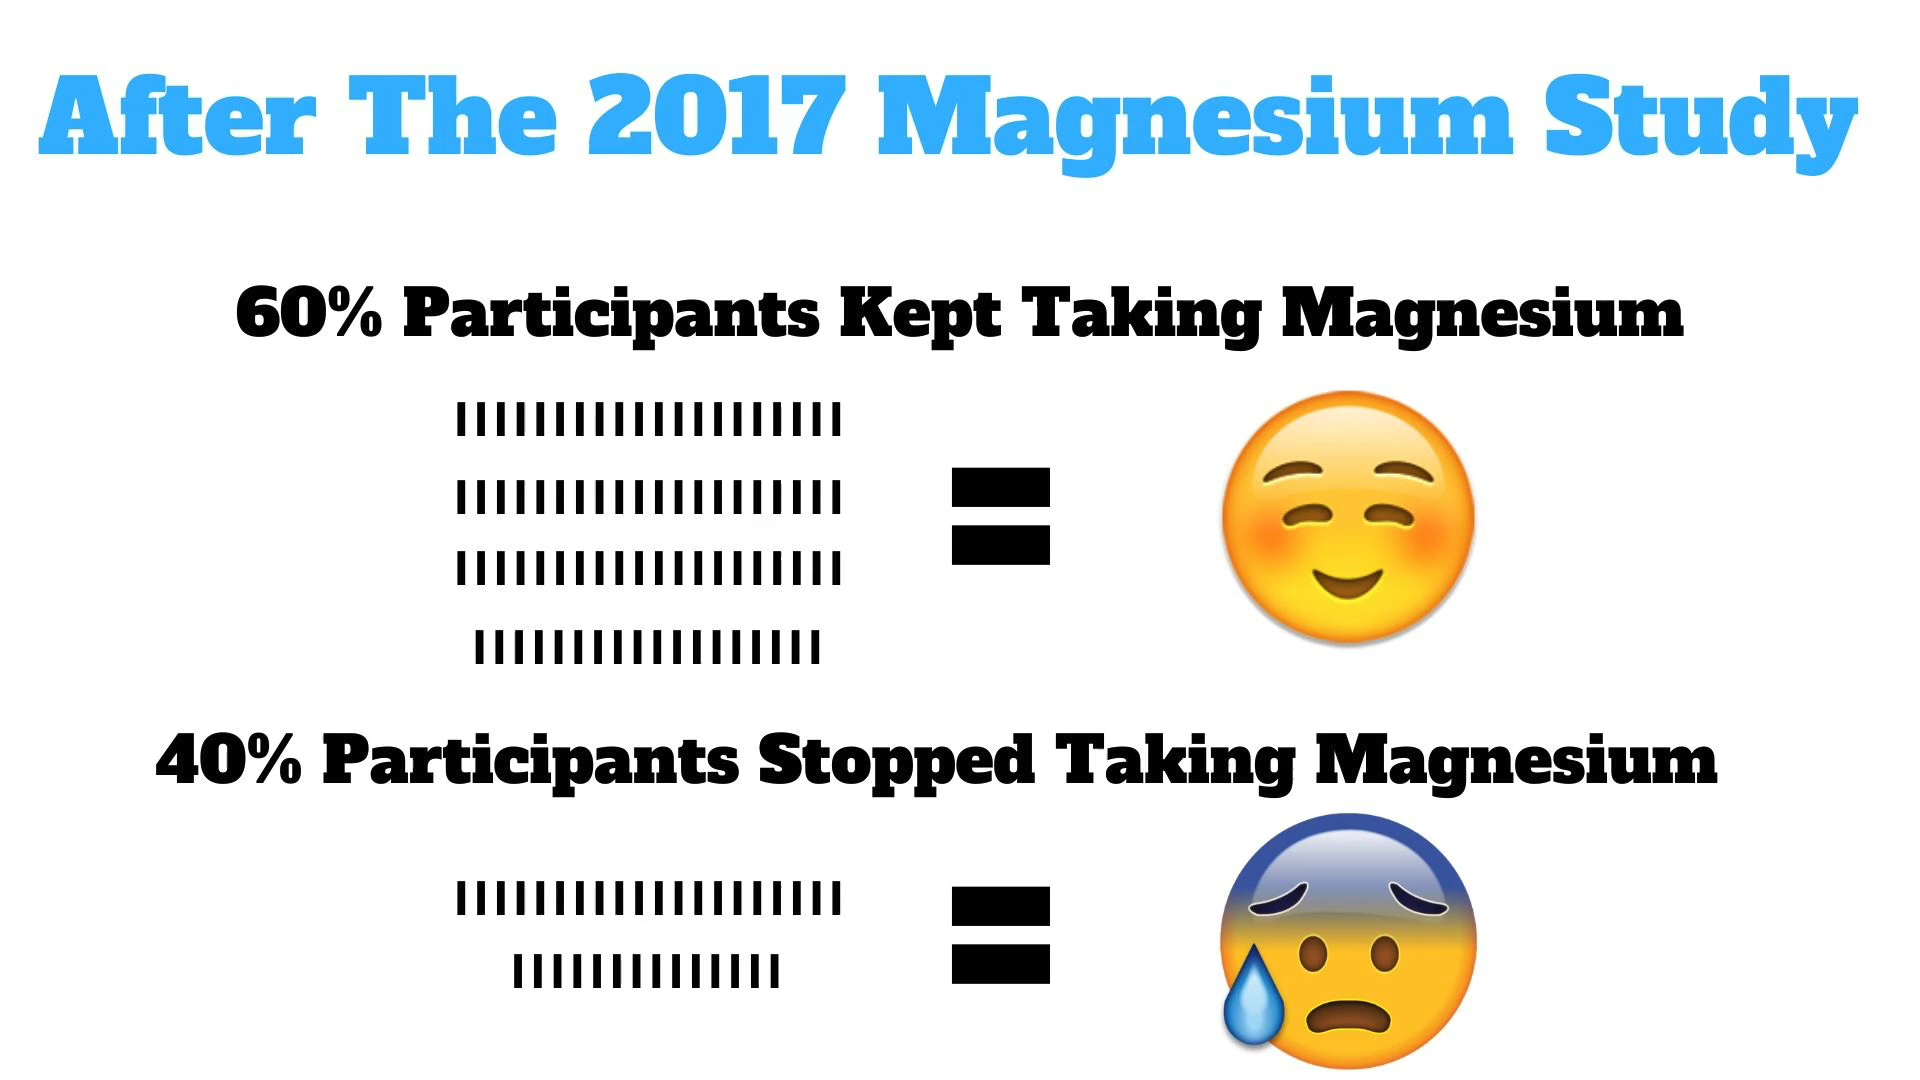 After The 2017 Magnesium Study
60% Participants Kept Taking Magnesium
40% Participants Stopped Taking Magnesium